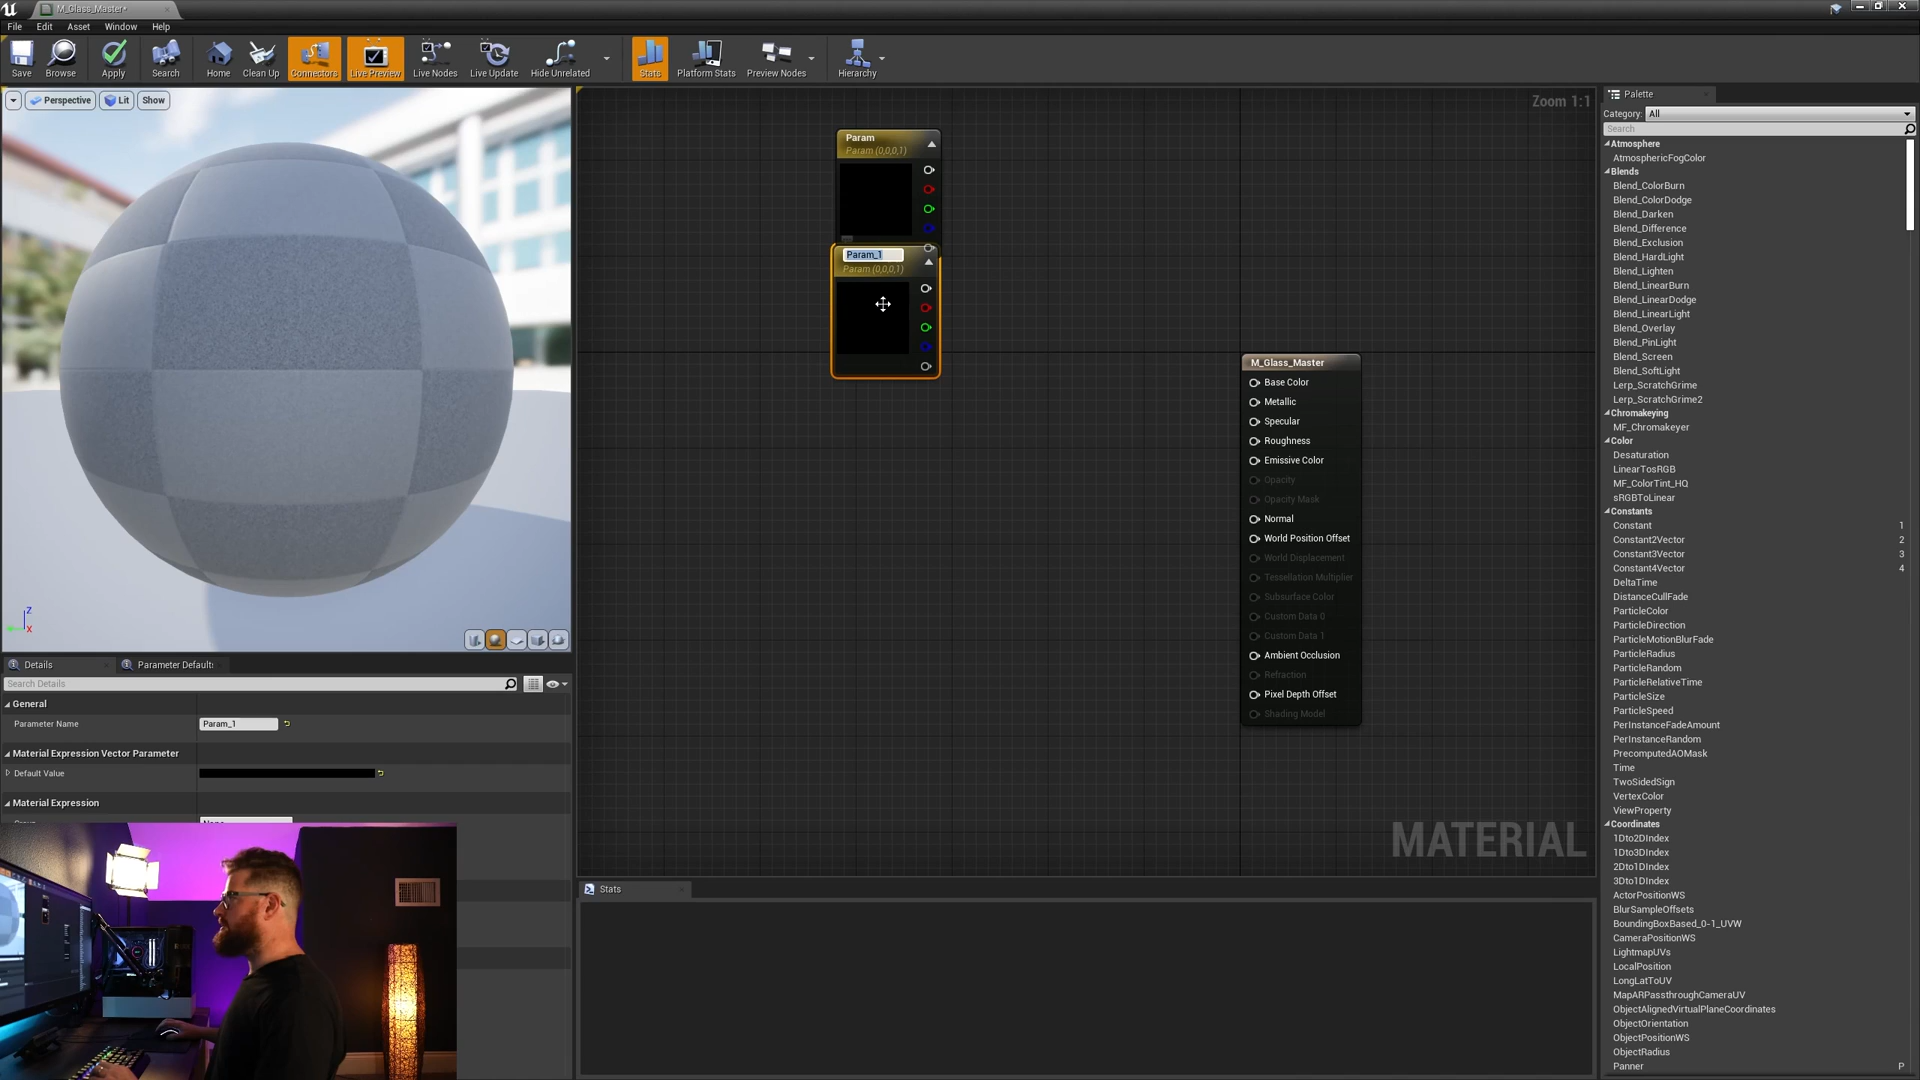 M_Glass_Master*
File Edit Asset Window Help
Save Browse Apply Search Home Clean Up Connectors Live Preview Live Nodes Live Update Hide Unrelated Stats Platform Stats Preview Nodes Hierarchy
Perspective Lit Show
Z
X
Details Parameter Default
Search Details
General
Parameter Name Param_1
Material Expression Vector Parameter
Default Value
Material Expression
Zoom 1:1
Param
Param (0,0,0,1)
Param_1
Param (0,0,0,1)
M_Glass_Master
Base Color
Metallic
Specular
Roughness
Emissive Color
Opacity
Opacity Mask
Normal
World Position Offset
World Displacement
Tessellation Multiplier
Subsurface Color
Custom Data 0
Custom Data 1
Ambient Occlusion
Refraction
Pixel Depth Offset
Shading Model
MATERIAL
Stats
Palette
Category: All
Search
Atmosphere
AtmosphericFogColor
Blends
Blend_ColorBurn
Blend_ColorDodge
Blend_Darken
Blend_Difference
Blend_Exclusion
Blend_HardLight
Blend_Lighten
Blend_LinearBurn
Blend_LinearDodge
Blend_LinearLight
Blend_Overlay
Blend_PinLight
Blend_Screen
Blend_SoftLight
Lerp_ScratchGrime
Lerp_ScratchGrime2
Chromakeying
MF_Chromakeyer
Color
Desaturation
LinearTosRGB
MF_ColorTint_HQ
sRGBToLinear
Constants
Constant 1
Constant2Vector 2
Constant3Vector 3
Constant4Vector 4
DeltaTime
DistanceCullFade
ParticleColor
ParticleDirection
ParticleMotionBlurFade
ParticleRadius
ParticleRandom
ParticleRelativeTime
ParticleSize
ParticleSpeed
PerInstanceFadeAmount
PerInstanceRandom
PrecomputedAOMask
Time
TwoSidedSign
VertexColor
ViewProperty
Coordinates
1Dto2DIndex
1Dto3DIndex
2Dto1DIndex
3Dto1DIndex
ActorPositionWS
BlurSampleOffsets
BoundingBoxBased_0-1_UVW
CameraPositionWS
LightmapUVs
LocalPosition
LongLatToUV
MapARPassthroughCameraUV
ObjectAlignedVirtualPlaneCoordinates
ObjectOrientation
ObjectPositionWS
ObjectRadius
Panner P